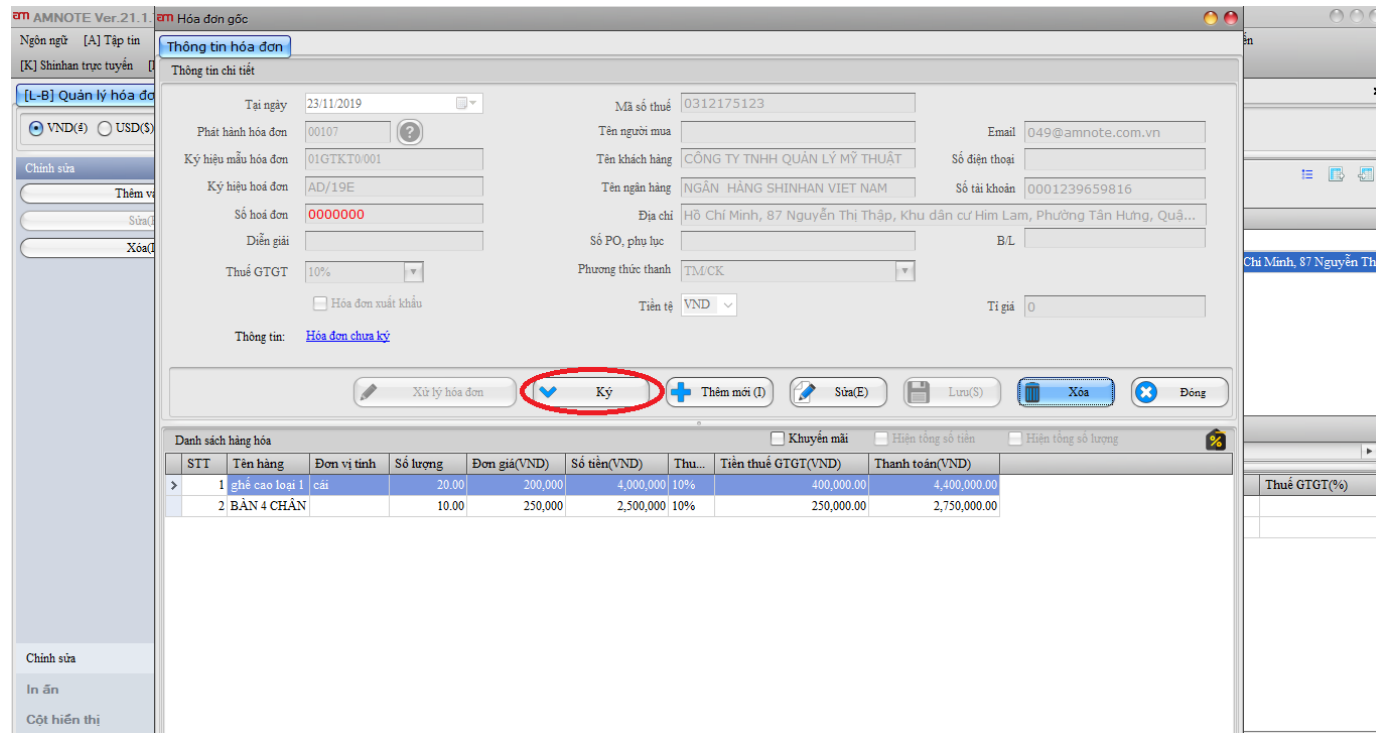 am AMNOTE Ver.21.1.
am Hóa đơn gốc
Ngôn ngữ [A] Tập tin
[K] Shinhan trực tuyến
Thông tin hóa đơn
Thông tin chi tiết
[L-B] Quản lý hóa đơ
VND(₫) USD($)
Chỉnh sửa
Thêm
Sửa(
Xóa(
Tại ngày 23/11/2019 Mã số thuế 0312175123
Phát hành hóa đơn 00107 ? Tên người mua Email 049@amnote.com.vn
Ký hiệu mẫu hóa đơn 01GTKT0/001 Tên khách hàng CÔNG TY TNHH QUẢN LÝ MỸ THUẬT Số điện thoại
Ký hiệu hoá đơn AD/19E Tên ngân hàng NGÂN HÀNG SHINHAN VIET NAM Số tài khoản 0001239659816
Số hoá đơn 0000000 Địa chỉ Hồ Chí Minh, 87 Nguyễn Thị Thập, Khu dân cư Him Lam, Phường Tân Hưng, Quậ...
Diễn giải Số PO, phụ lục B/L
Thuế GTGT 10% Phương thức thanh TM/CK
Hóa đơn xuất khẩu Tiền tệ VND Tỉ giá 0
Thông tin: Hóa đơn chưa ký
Xử lý hóa đơn Ký Thêm mới (I) Sửa(E) Lưu(S) Xóa Đóng
Danh sách hàng hóa Khuyến mãi Hiện tổng số tiền Hiện tổng số lượng %
STT Tên hàng Đơn vị tính Số lượng Đơn giá(VND) Số tiền(VND) Thu... Tiền thuế GTGT(VND) Thanh toán(VND)
1 ghế cao loại 1 cái 20.00 200,000 4,000,000 10% 400,000.00 4,400,000.00
2 BÀN 4 CHÂN 10.00 250,000 2,500,000 10% 250,000.00 2,750,000.00
Chí Minh, 87 Nguyễn Th
Thuế GTGT(%)
Chỉnh sửa
In ấn
Cột hiển thị